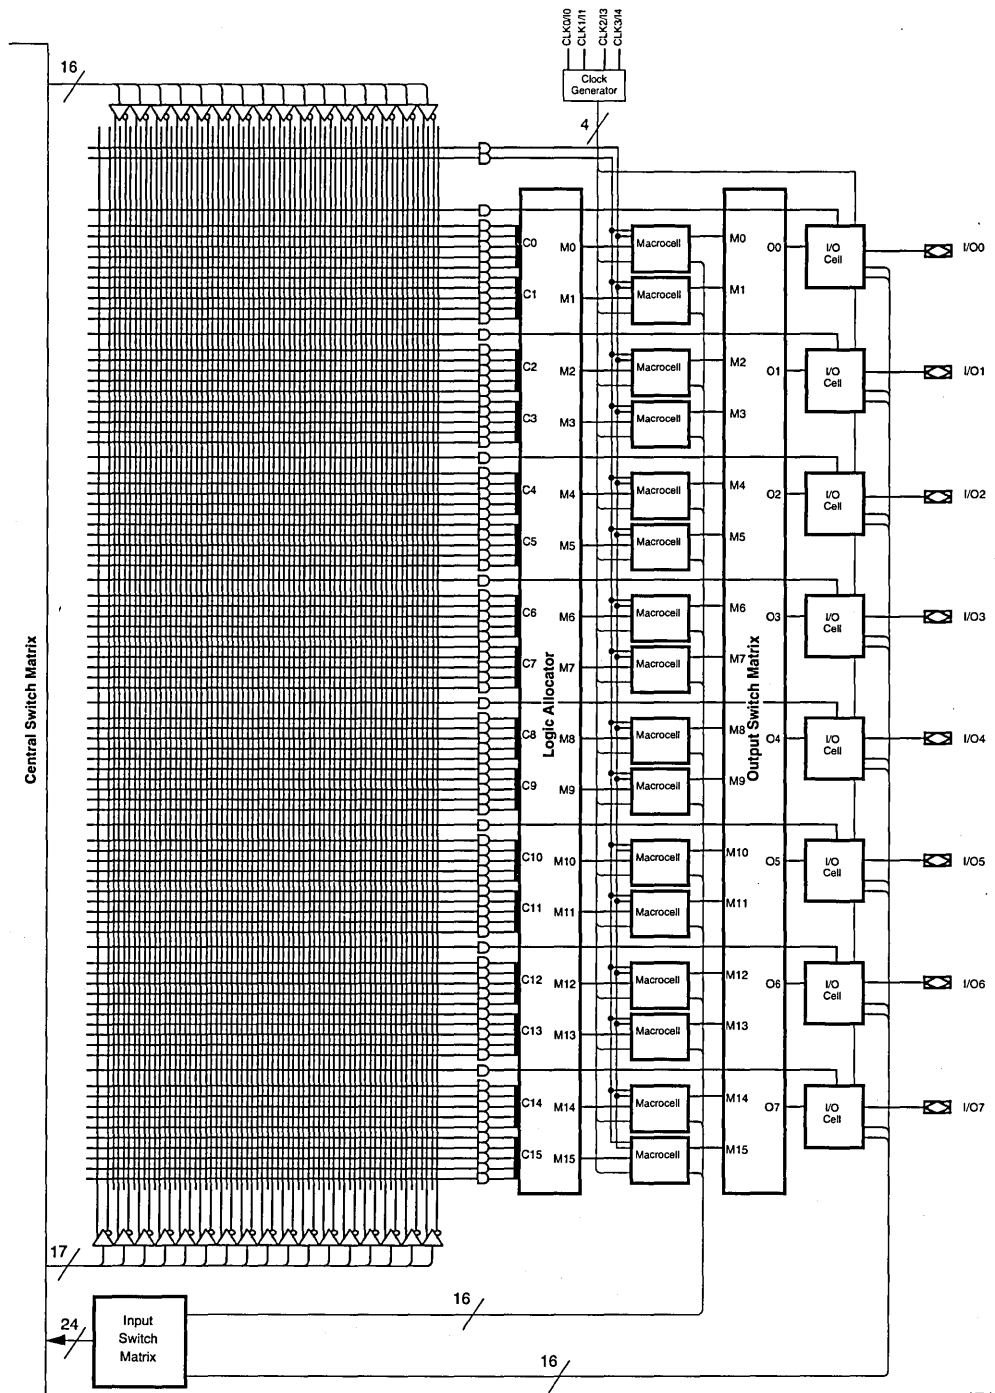 CLK0/I0
CLK1/I1
CLK2/I3
CLK3/I4
16
Clock
Generator
4
C0 M0 Macrocell M0 O0 I/O Cell I/O0
C1 M1 Macrocell M1
C2 M2 Macrocell M2 O1 I/O Cell I/O1
C3 M3 Macrocell M3
C4 M4 Macrocell M4 O2 I/O Cell I/O2
C5 M5 Macrocell M5
C6 M6 Macrocell M6 O3 I/O Cell I/O3
C7 M7 Macrocell M7
Central Switch Matrix
Logic Allocator
Output Switch Matrix
C8 M8 Macrocell M8 O4 I/O Cell I/O4
C9 M9 Macrocell M9
C10 M10 Macrocell M10 O5 I/O Cell I/O5
C11 M11 Macrocell M11
C12 M12 Macrocell M12 O6 I/O Cell I/O6
C13 M13 Macrocell M13
C14 M14 Macrocell M14 O7 I/O Cell I/O7
C15 M15 Macrocell M15
17
16
24
Input
Switch
Matrix
16